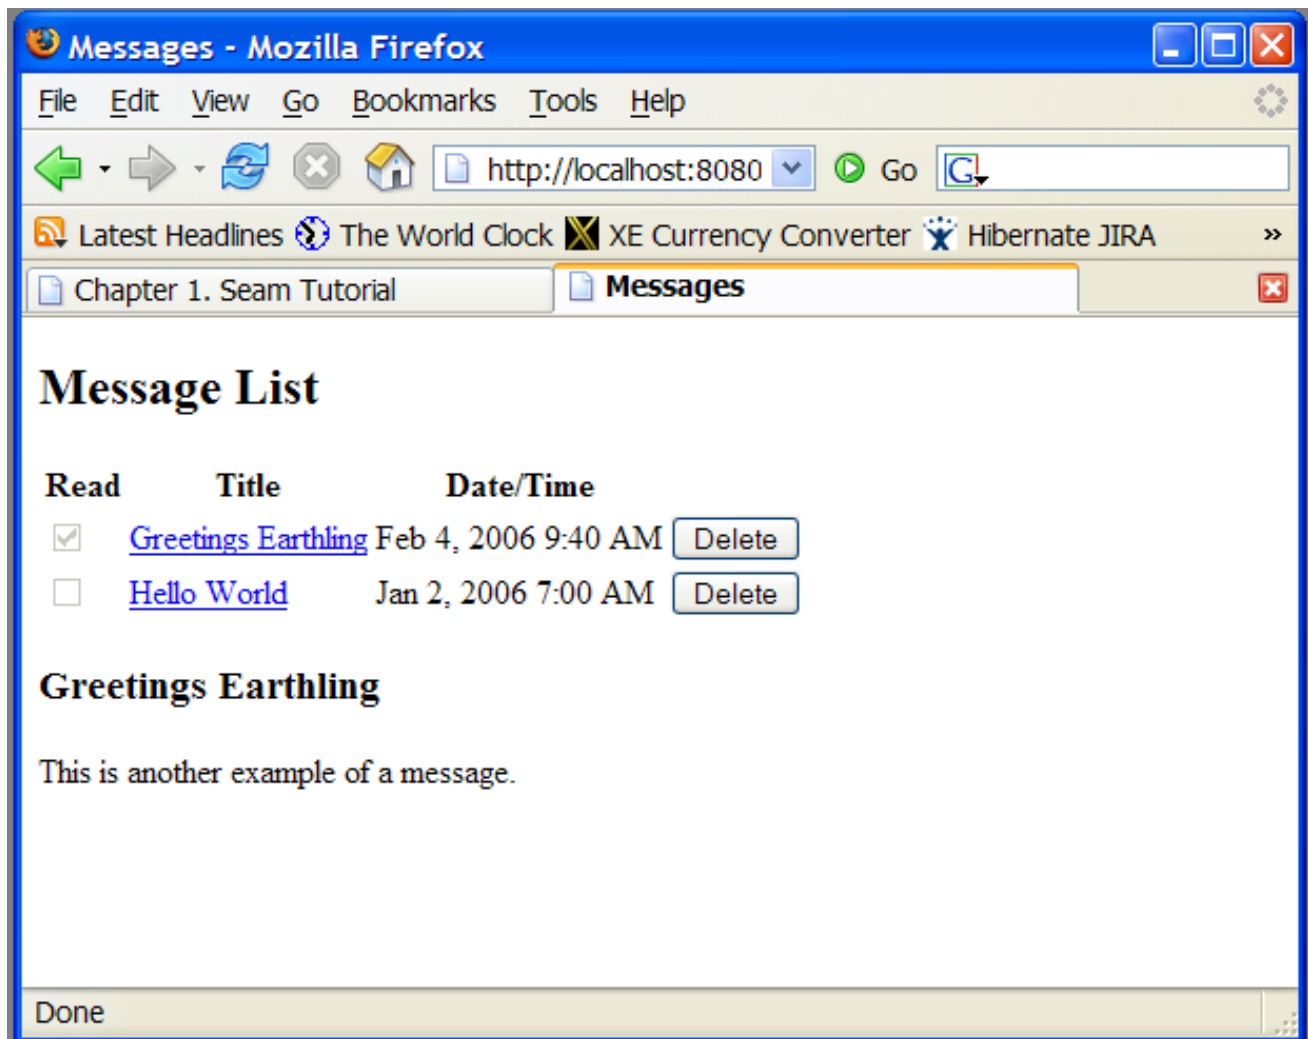 Messages - Mozilla Firefox
File Edit View Go Bookmarks Tools Help
http://localhost:8080 Go G
Latest Headlines The World Clock XE Currency Converter Hibernate JIRA »
Chapter 1. Seam Tutorial Messages
Message List
Read Title Date/Time
Greetings Earthling Feb 4, 2006 9:40 AM Delete
Hello World Jan 2, 2006 7:00 AM Delete
Greetings Earthling
This is another example of a message.
Done